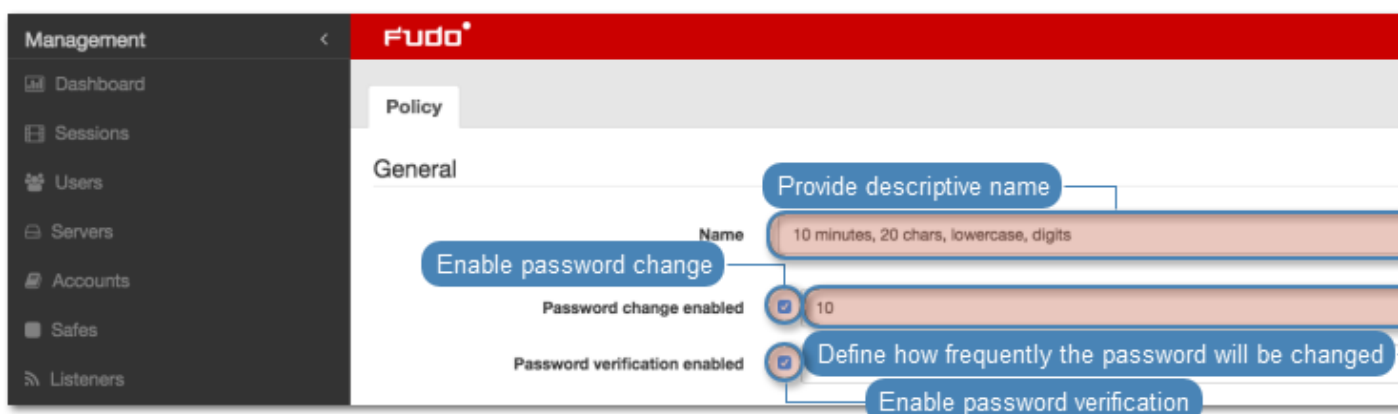 Management
Dashboard
Sessions
Users
Servers
Accounts
Safes
Listeners
FUDO
Policy
General
Provide descriptive name
Name
10 minutes, 20 chars, lowercase, digits
Enable password change
Password change enabled
10
Define how frequently the password will be changed
Password verification enabled
Enable password verification